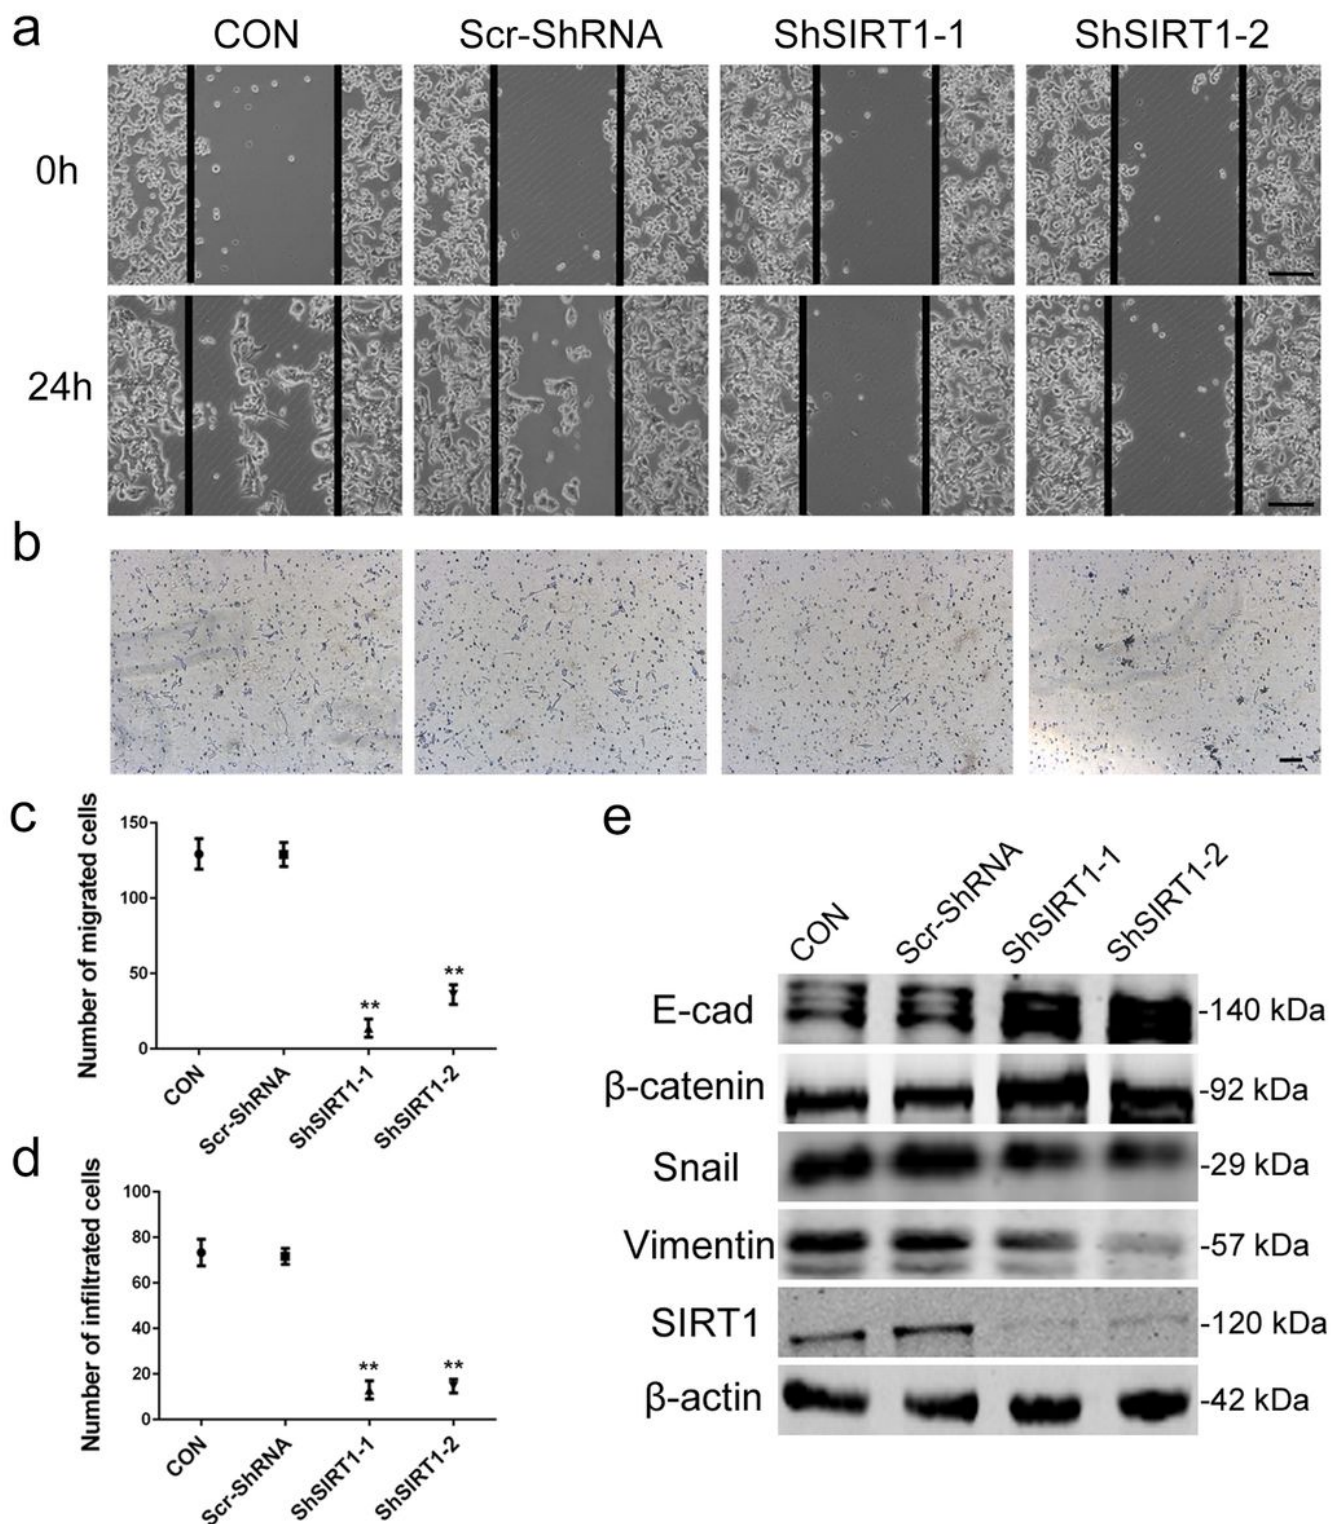 a
CON Scr-ShRNA ShSIRT1-1 ShSIRT1-2
0h
24h
b
c
Number of migrated cells
150
100
50
0
**
**
CON
Scr-ShRNA
ShSIRT1-1
ShSIRT1-2
d
Number of infiltrated cells
100
80
60
40
20
0
**
**
CON
Scr-ShRNA
ShSIRT1-1
ShSIRT1-2
e
CON
Scr-ShRNA
ShSIRT1-1
ShSIRT1-2
E-cad -140 kDa
β-catenin -92 kDa
Snail -29 kDa
Vimentin -57 kDa
SIRT1 -120 kDa
β-actin -42 kDa